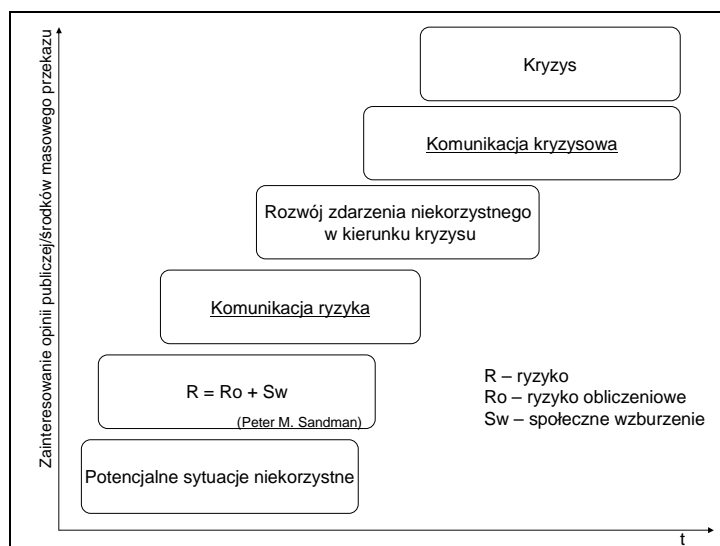 Zainteresowanie opinii publiczej/środków masowego przekazu
Kryzys
Komunikacja kryzysowa
Rozwój zdarzenia niekorzystnego
w kierunku kryzysu
Komunikacja ryzyka
R = Ro + Sw
(Peter M. Sandman)
Potencjalne sytuacje niekorzystne
R – ryzyko
Ro – ryzyko obliczeniowe
Sw – społeczne wzburzenie
t